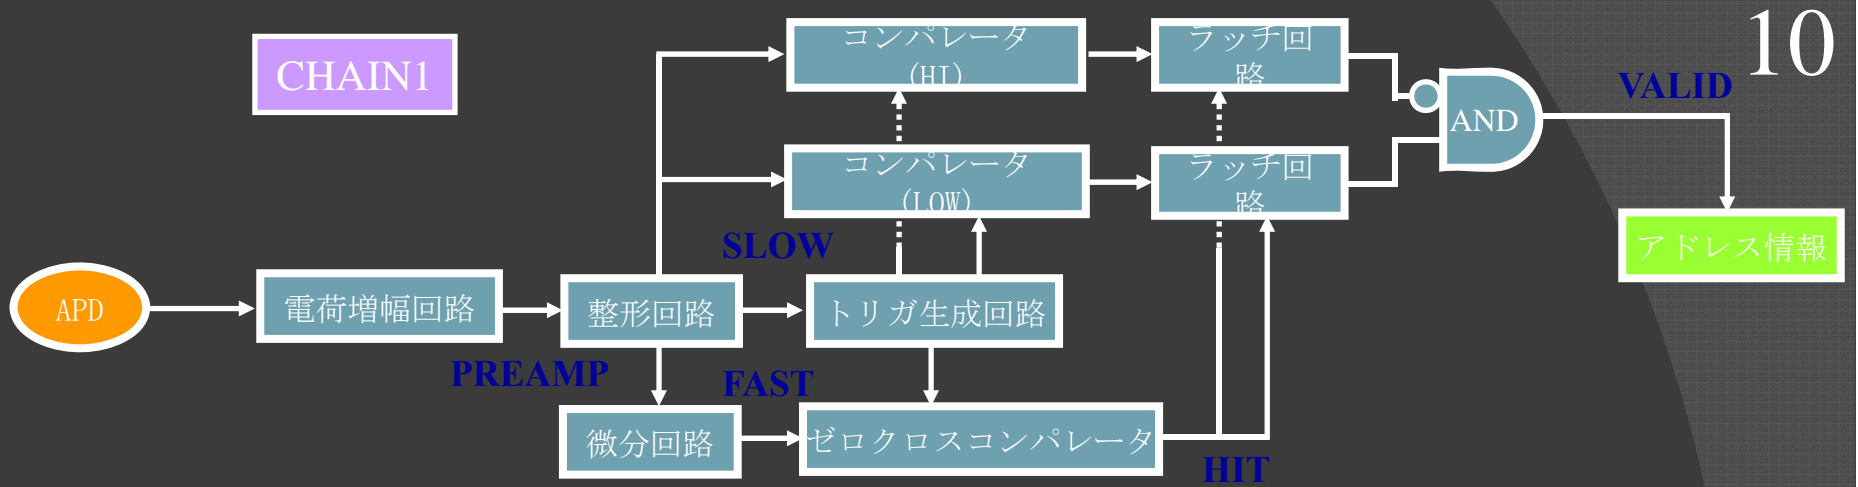 10
CHAIN1
コンパレータ
(HI)
ラッチ回
路
VALID
AND
コンパレータ
(LOW)
ラッチ回
路
SLOW
アドレス情報
APD
電荷増幅回路
整形回路
トリガ生成回路
PREAMP
FAST
微分回路
ゼロクロスコンパレータ
HIT